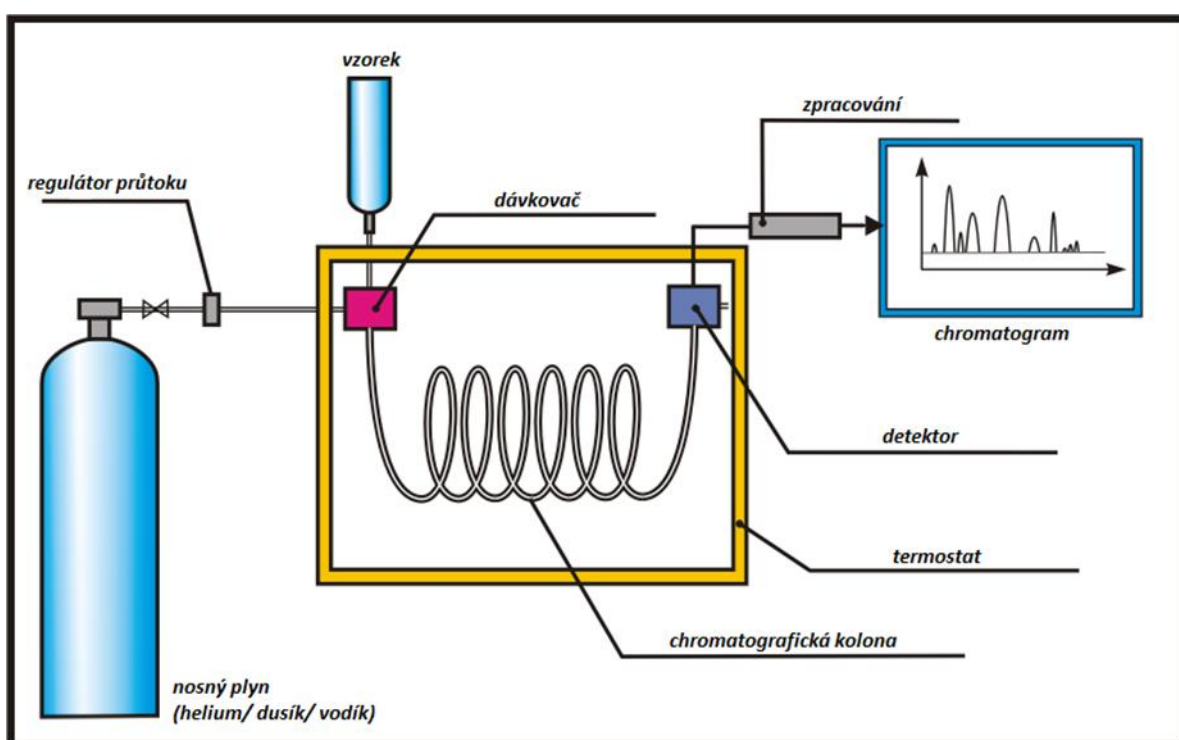 vzorek
zpracování
regulátor průtoku
dávkovač
chromatogram
detektor
termostat
chromatografická kolona
nosný plyn
(helium/ dusík/ vodík)